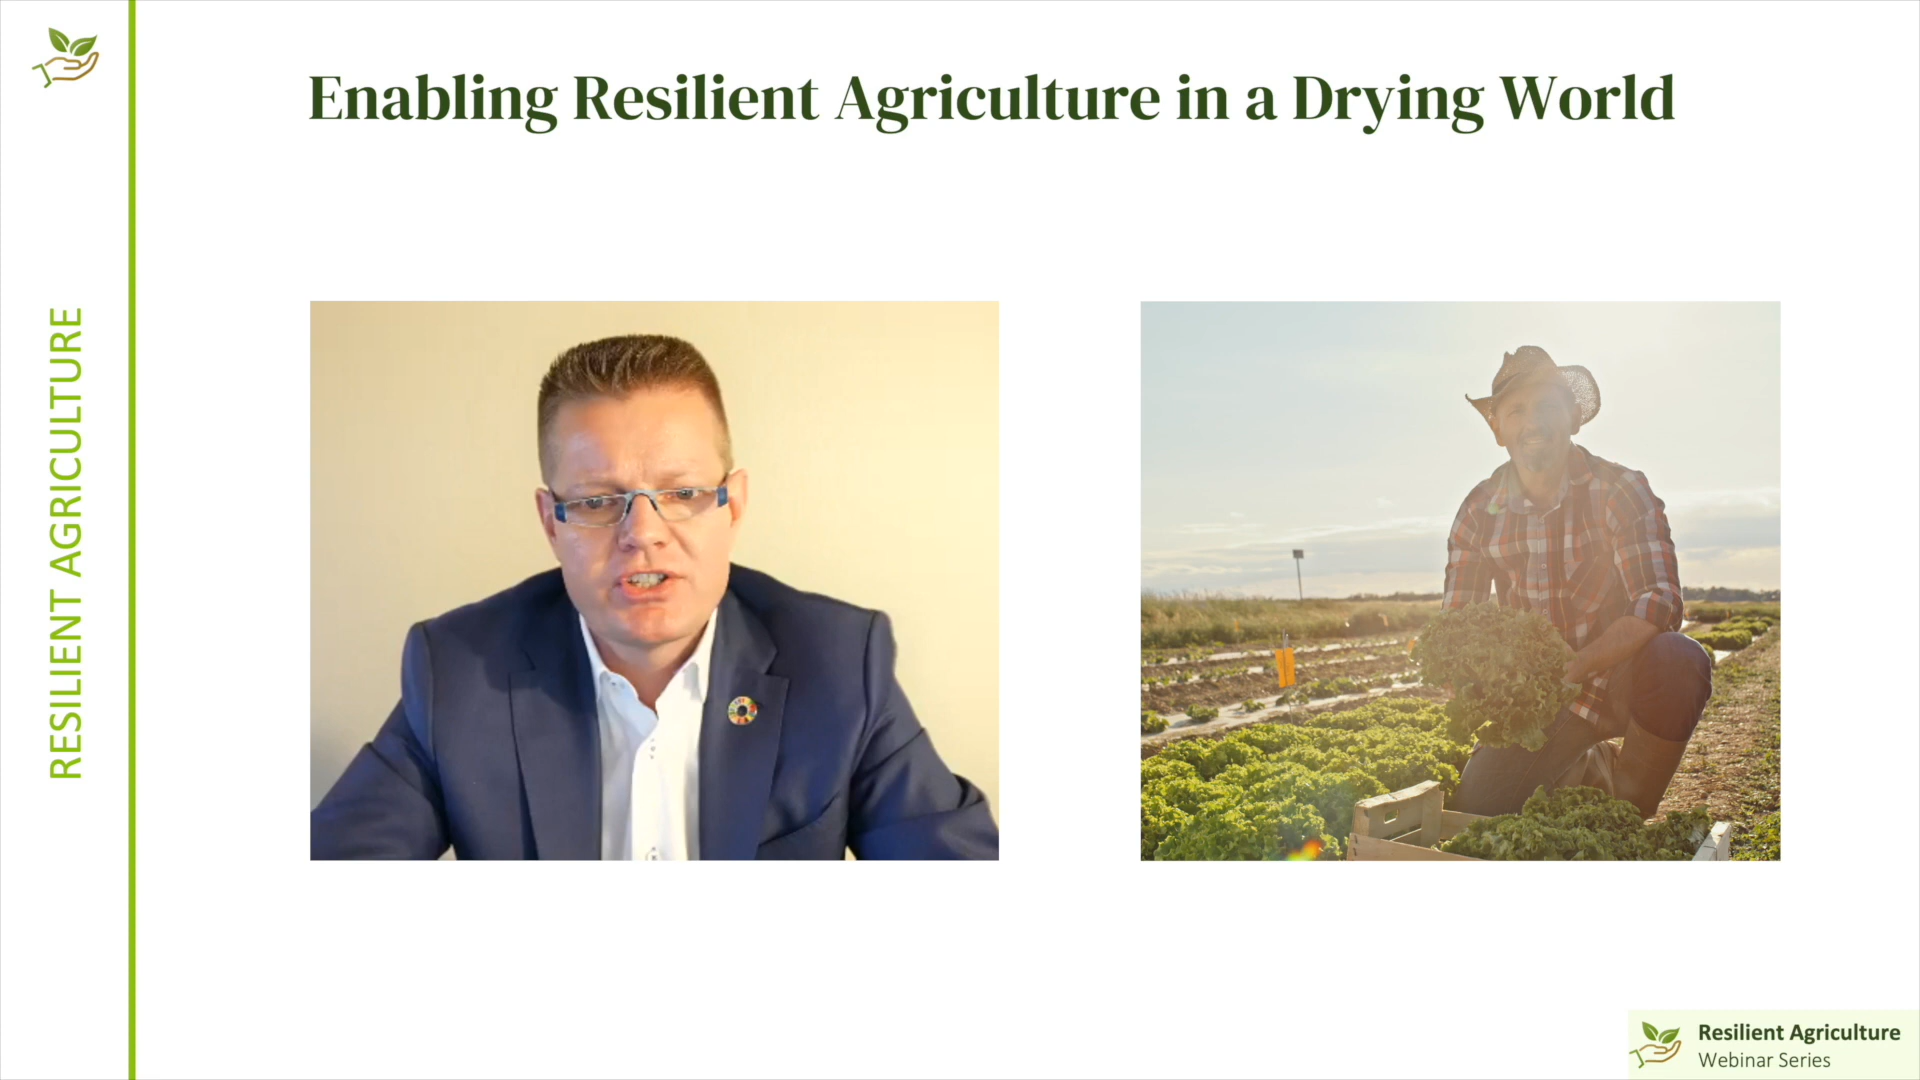 Enabling Resilient Agriculture in a Drying World
RESILIENT AGRICULTURE
Resilient Agriculture
Webinar Series